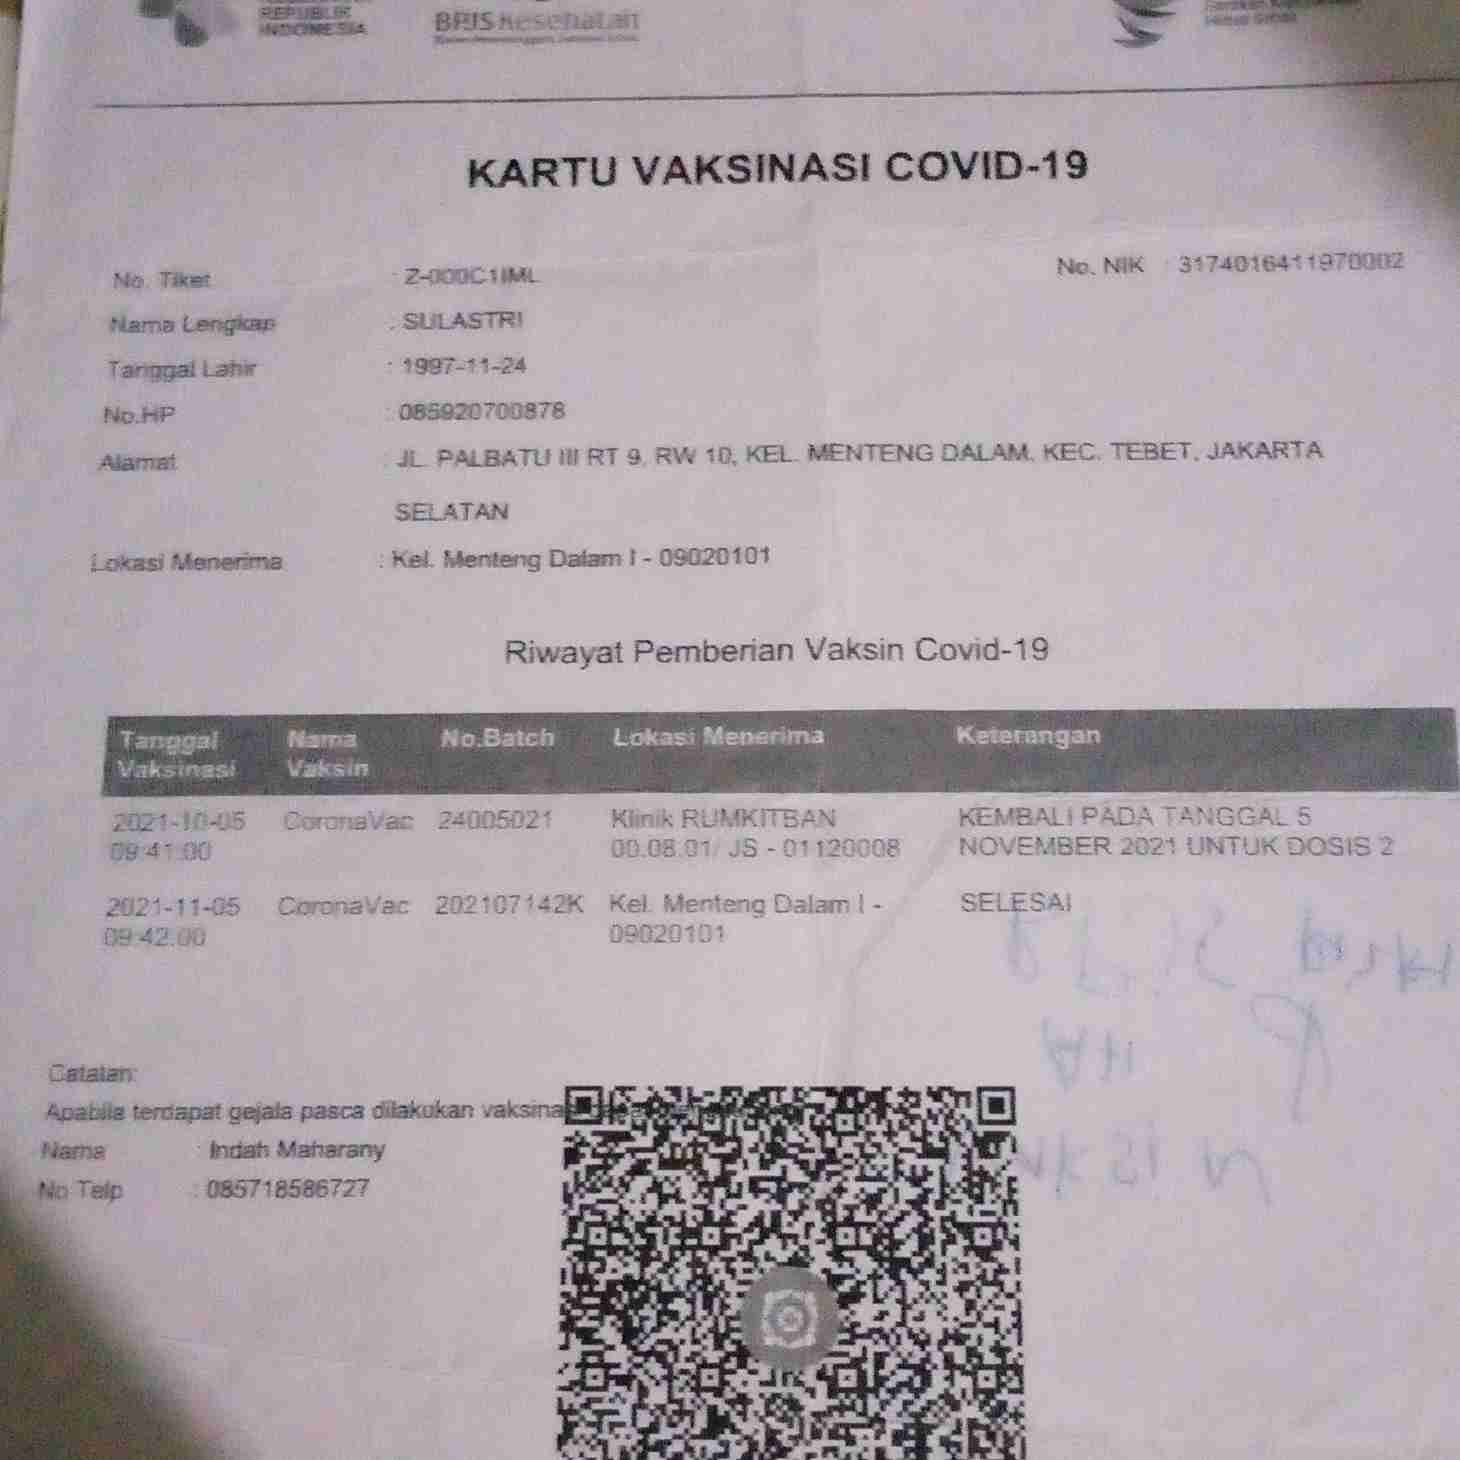 REPUBLIK
INDONESIA
BPJS Kesehatan
KARTU VAKSINASI COVID-19
No. Tiket : Z-000C1IML No. NIK : 3174016411970002
Nama Lengkap : SULASTRI
Tanggal Lahir : 1997-11-24
No.HP : 085920700878
Alamat : JL. PALBATU III RT 9, RW 10, KEL. MENTENG DALAM, KEC. TEBET, JAKARTA
SELATAN
Lokasi Menerima : Kel. Menteng Dalam I - 09020101
Riwayat Pemberian Vaksin Covid-19
Tanggal Vaksinasi Nama Vaksin No.Batch Lokasi Menerima Keterangan
2021-10-05 CoronaVac 24005021 Klinik RUMKITBAN KEMBALI PADA TANGGAL 5
09:41:00 00.08.01/ JS - 01120008 NOVEMBER 2021 UNTUK DOSIS 2
2021-11-05 CoronaVac 202107142K Kel. Menteng Dalam I - SELESAI
09:42:00 09020101
Catatan:
Apabila terdapat gejala pasca dilakukan
Nama : Indah Maharany
No Telp : 085718586727